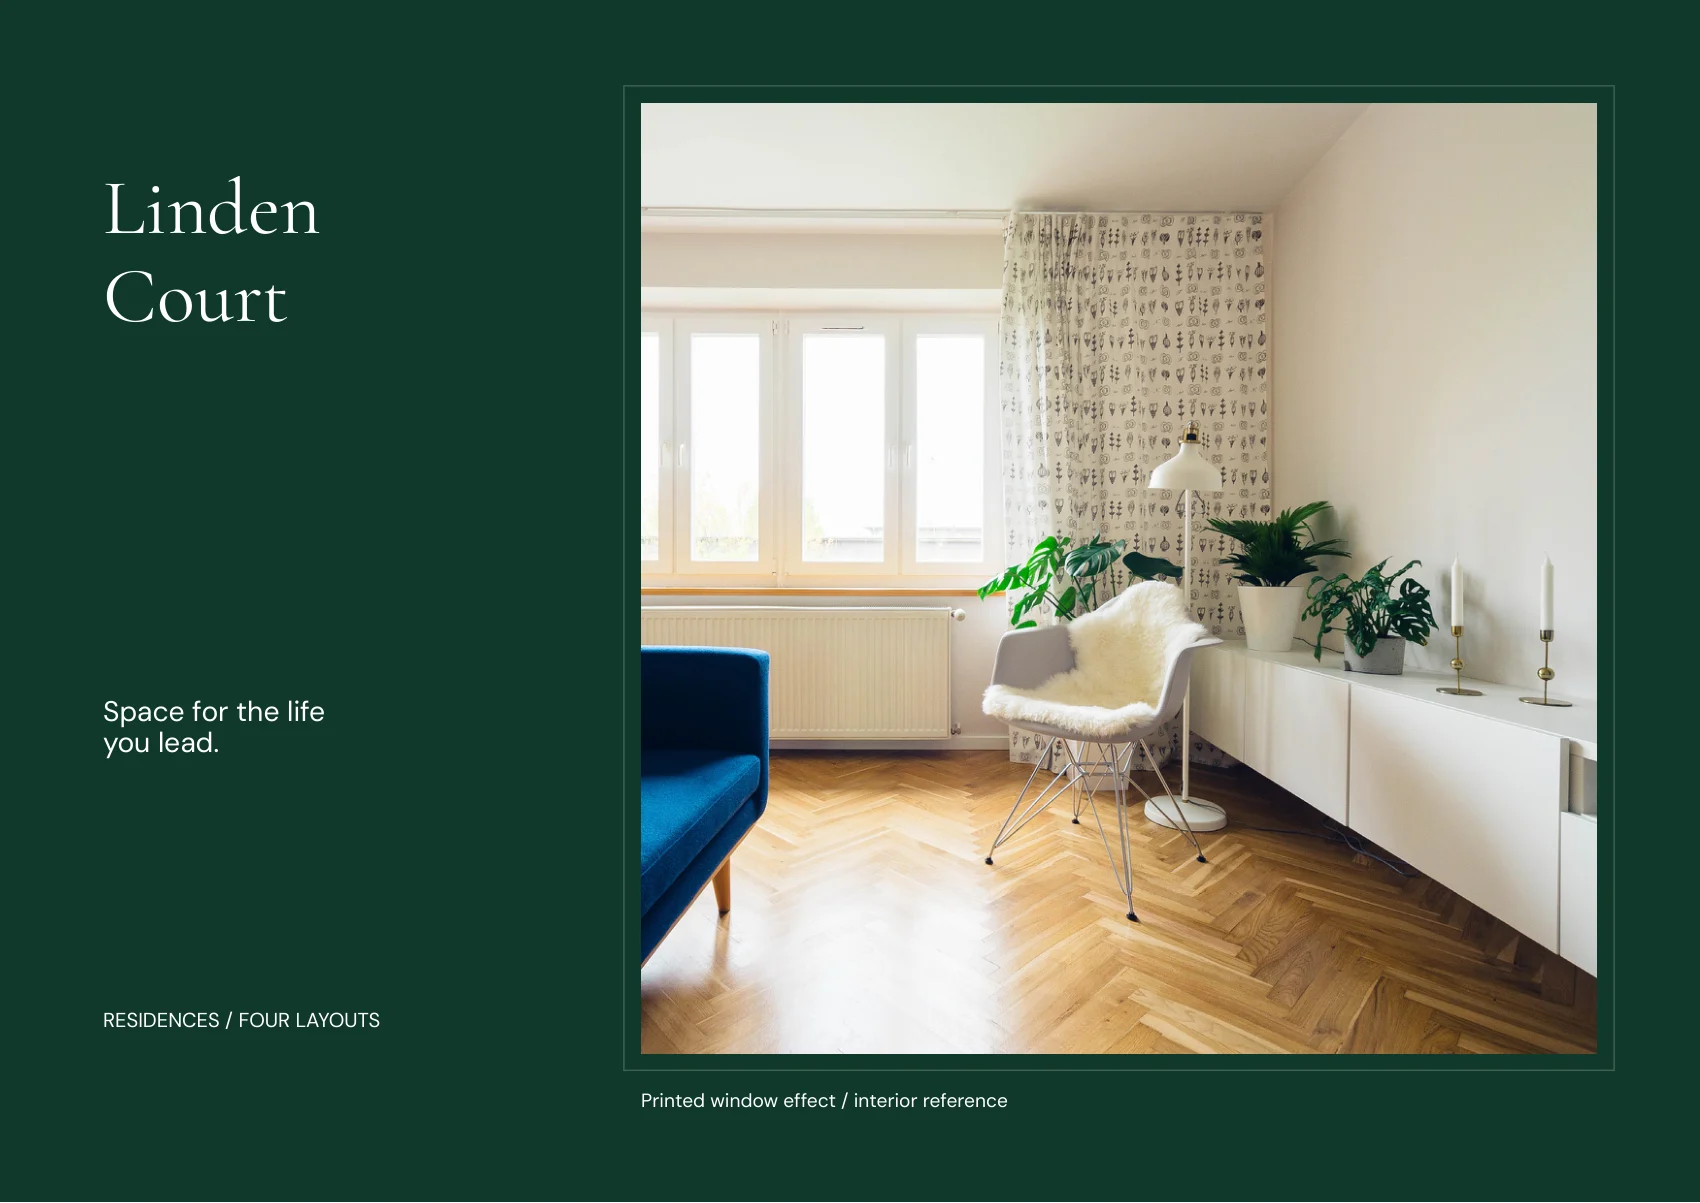 Linden
Court
Space for the life
you lead.
RESIDENCES / FOUR LAYOUTS
Printed window effect / interior reference